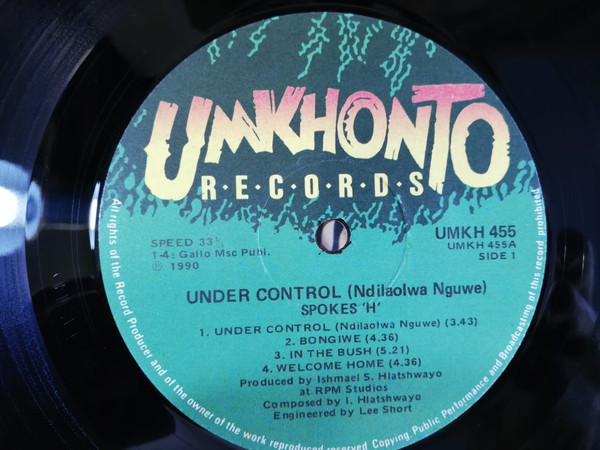 UMKHONTO
R·E·C·O·R·D·S
UMKH 455
UMKH 455A
SIDE 1
SPEED 33⅓
1-4: Gallo Msc Publ.
℗ 1990
UNDER CONTROL (Ndilaolwa Nguwe)
SPOKES 'H'
1. UNDER CONTROL (Ndilaolwa Nguwe) (3.43)
2. BONGIWE (4.36)
3. IN THE BUSH (5.21)
4. WELCOME HOME (4.36)
Produced by Ishmael S. Hlatshwayo
at RPM Studios
Composed by I. Hlatshwayo
Engineered by Lee Short
All rights of the Record Producer and of the owner of the work reproduced reserved Copying, Public Performance and Broadcasting of this record prohibited